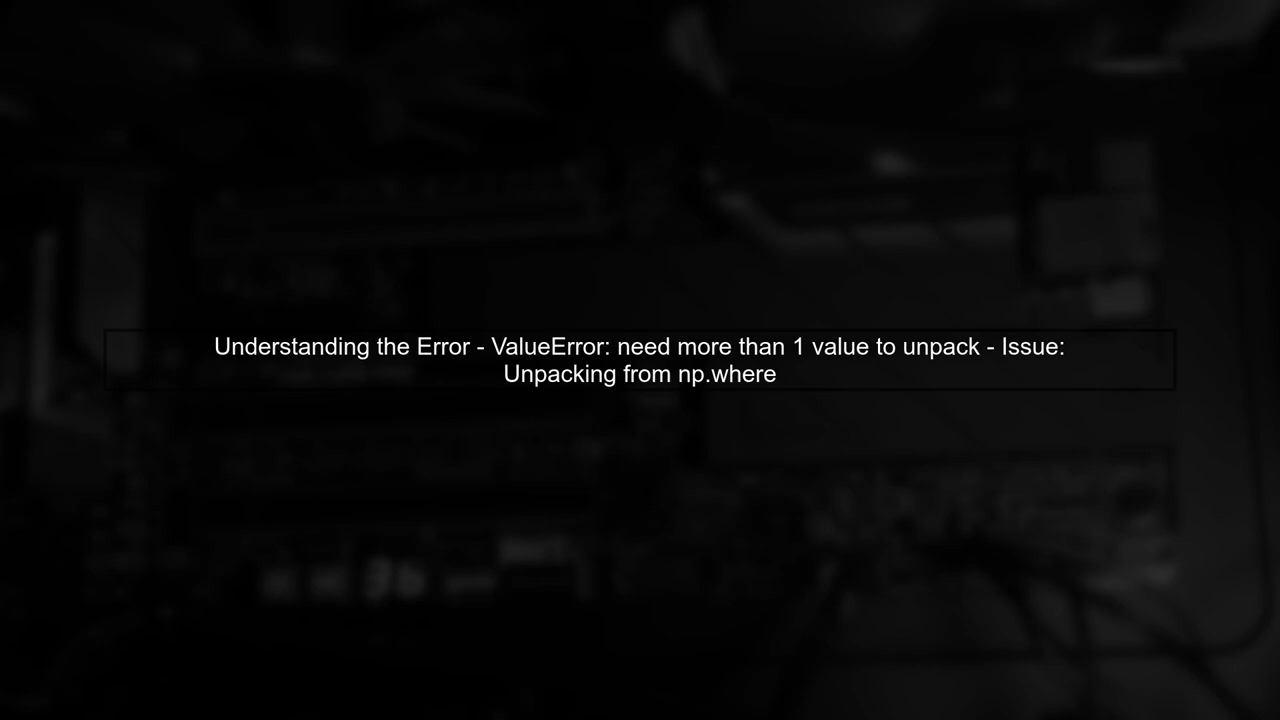 Understanding the Error - ValueError: need more than 1 value to unpack - Issue:
Unpacking from np.where